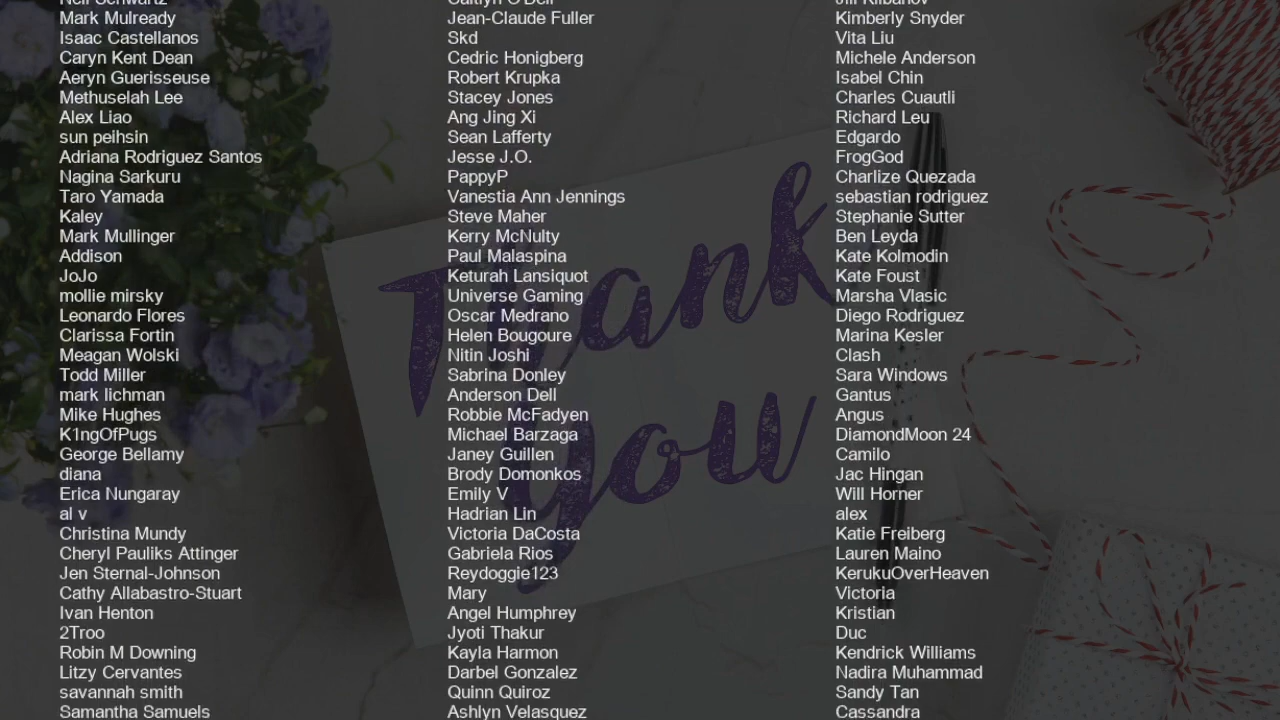 Neil Schwartz
Mark Mulready
Isaac Castellanos
Caryn Kent Dean
Aeryn Guerisseuse
Methuselah Lee
Alex Liao
sun peihsin
Adriana Rodriguez Santos
Nagina Sarkuru
Taro Yamada
Kaley
Mark Mullinger
Addison
JoJo
mollie mirsky
Leonardo Flores
Clarissa Fortin
Meagan Wolski
Todd Miller
mark lichman
Mike Hughes
K1ngOfPugs
George Bellamy
diana
Erica Nungaray
al v
Christina Mundy
Cheryl Pauliks Attinger
Jen Sternal-Johnson
Cathy Allabastro-Stuart
Ivan Henton
2Troo
Robin M Downing
Litzy Cervantes
savannah smith
Samantha Samuels
Caitlyn O'Dell
Jean-Claude Fuller
Skd
Cedric Honigberg
Robert Krupka
Stacey Jones
Ang Jing Xi
Sean Lafferty
Jesse J.O.
PappyP
Vanestia Ann Jennings
Steve Maher
Kerry McNulty
Paul Malaspina
Keturah Lansiquot
Universe Gaming
Oscar Medrano
Helen Bougoure
Nitin Joshi
Sabrina Donley
Anderson Dell
Robbie McFadyen
Michael Barzaga
Janey Guillen
Brody Domonkos
Emily V
Hadrian Lin
Victoria DaCosta
Gabriela Rios
Reydoggie123
Mary
Angel Humphrey
Jyoti Thakur
Kayla Harmon
Darbel Gonzalez
Quinn Quiroz
Ashlyn Velasquez
Kimberly Snyder
Vita Liu
Michele Anderson
Isabel Chin
Charles Cuautli
Richard Leu
Edgardo
FrogGod
Charlize Quezada
sebastian rodriguez
Stephanie Sutter
Ben Leyda
Kate Kolmodin
Kate Foust
Marsha Vlasic
Diego Rodriguez
Marina Kesler
Clash
Sara Windows
Gantus
Angus
DiamondMoon 24
Camilo
Jac Hingan
Will Horner
alex
Katie Freiberg
Lauren Maino
KerukuOverHeaven
Victoria
Kristian
Duc
Kendrick Williams
Nadira Muhammad
Sandy Tan
Cassandra
Thank
you